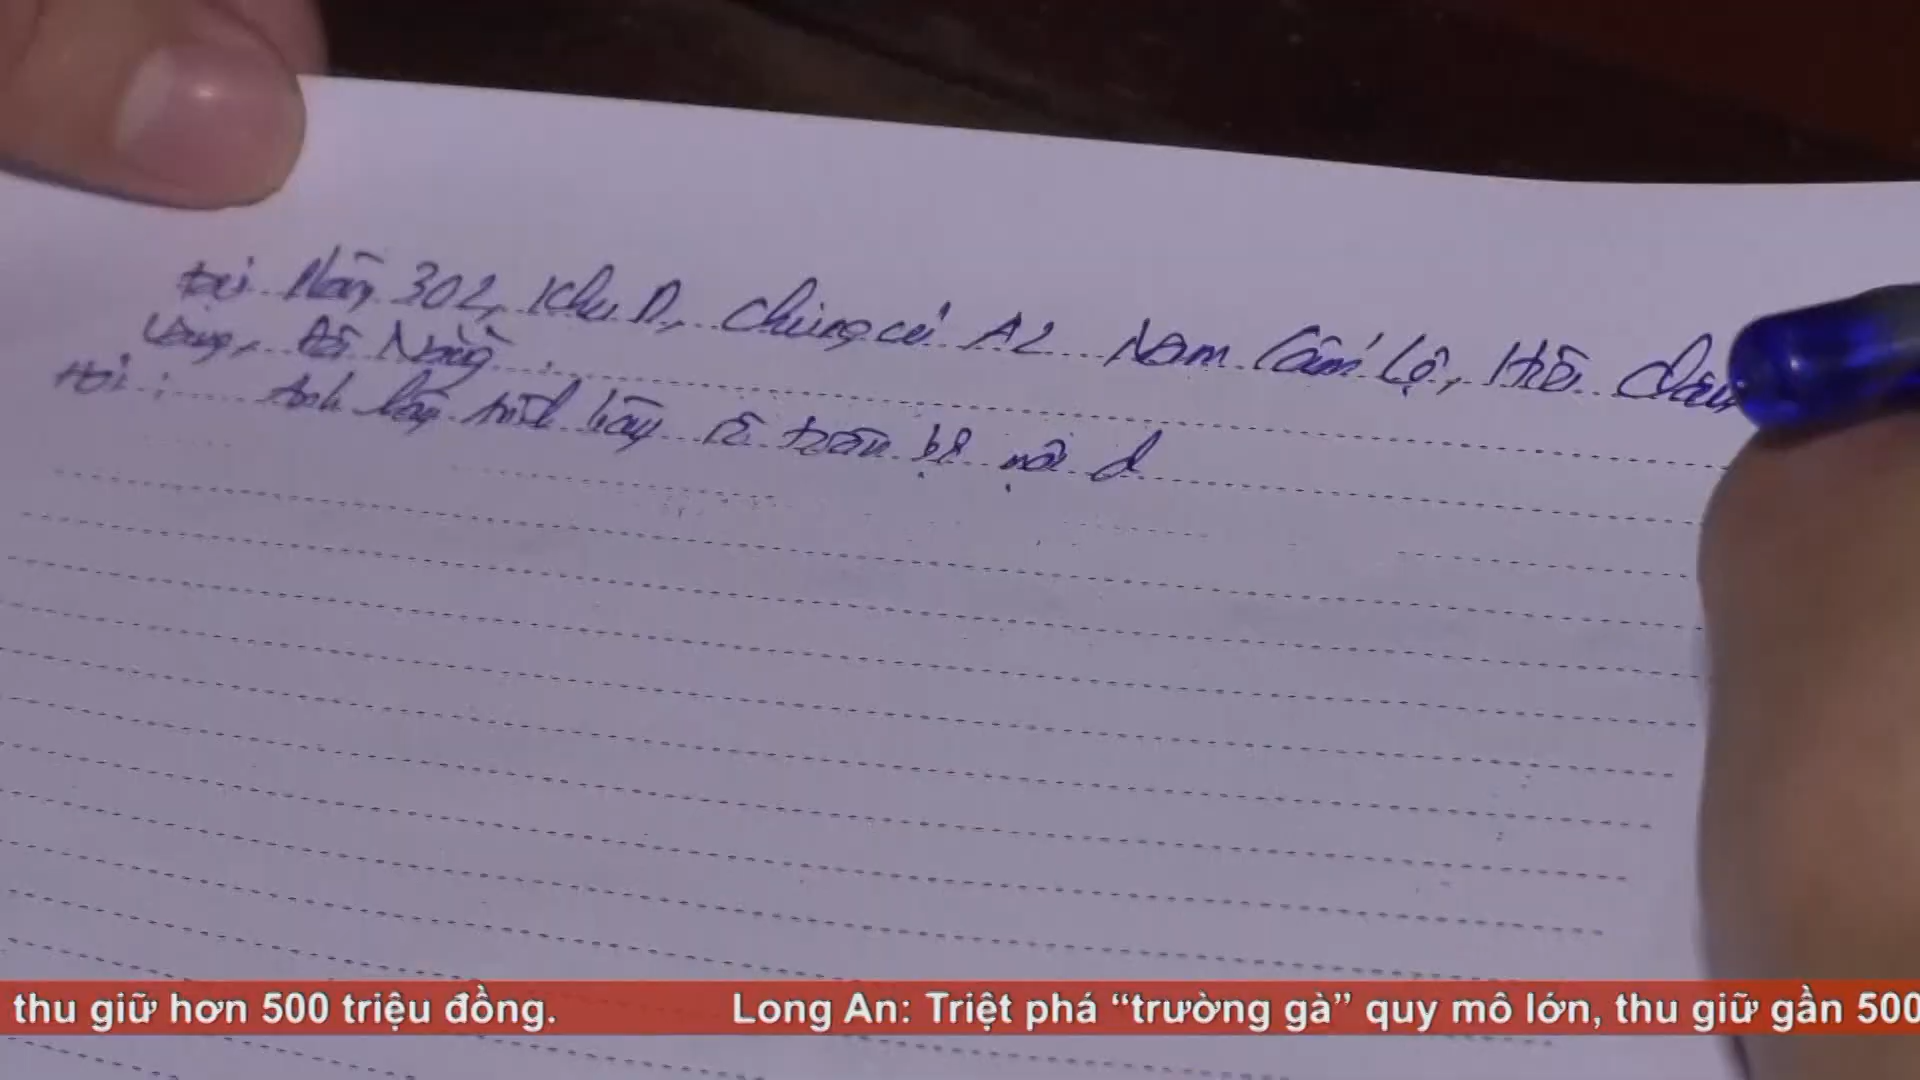 tại Phòng 302, Khu D, chung cư A2 Nam Cẩm Lệ, Hòa Châu
Vang, Đà Nẵng.
Hỏi: Anh hãy trình bày rõ toàn bộ nội d
thu giữ hơn 500 triệu đồng. Long An: Triệt phá “trường gà” quy mô lớn, thu giữ gần 500